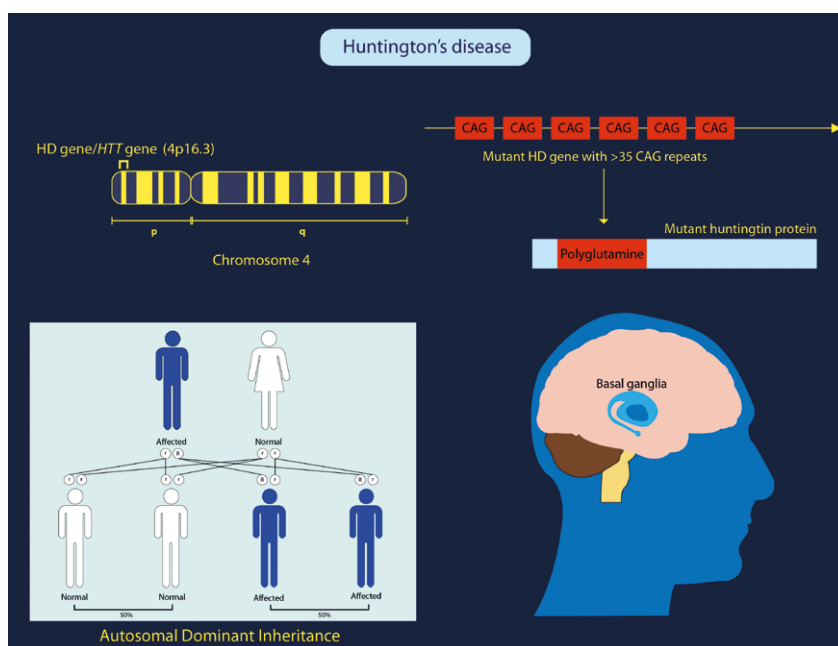 Huntington's disease
HD gene/HTT gene (4p16.3)
p
q
Chromosome 4
CAG CAG CAG CAG CAG CAG
Mutant HD gene with >35 CAG repeats
Mutant huntingtin protein
Polyglutamine
Affected Normal
r R r r
r r r r R r R r
Normal Normal Affected Affected
50% 50%
Autosomal Dominant Inheritance
Basal ganglia